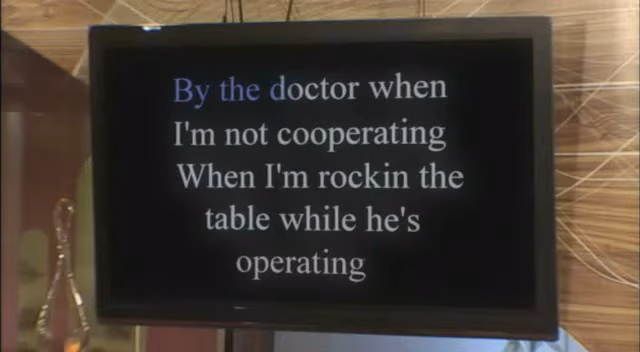 By the doctor when
I'm not cooperating
When I'm rockin the
table while he's
operating